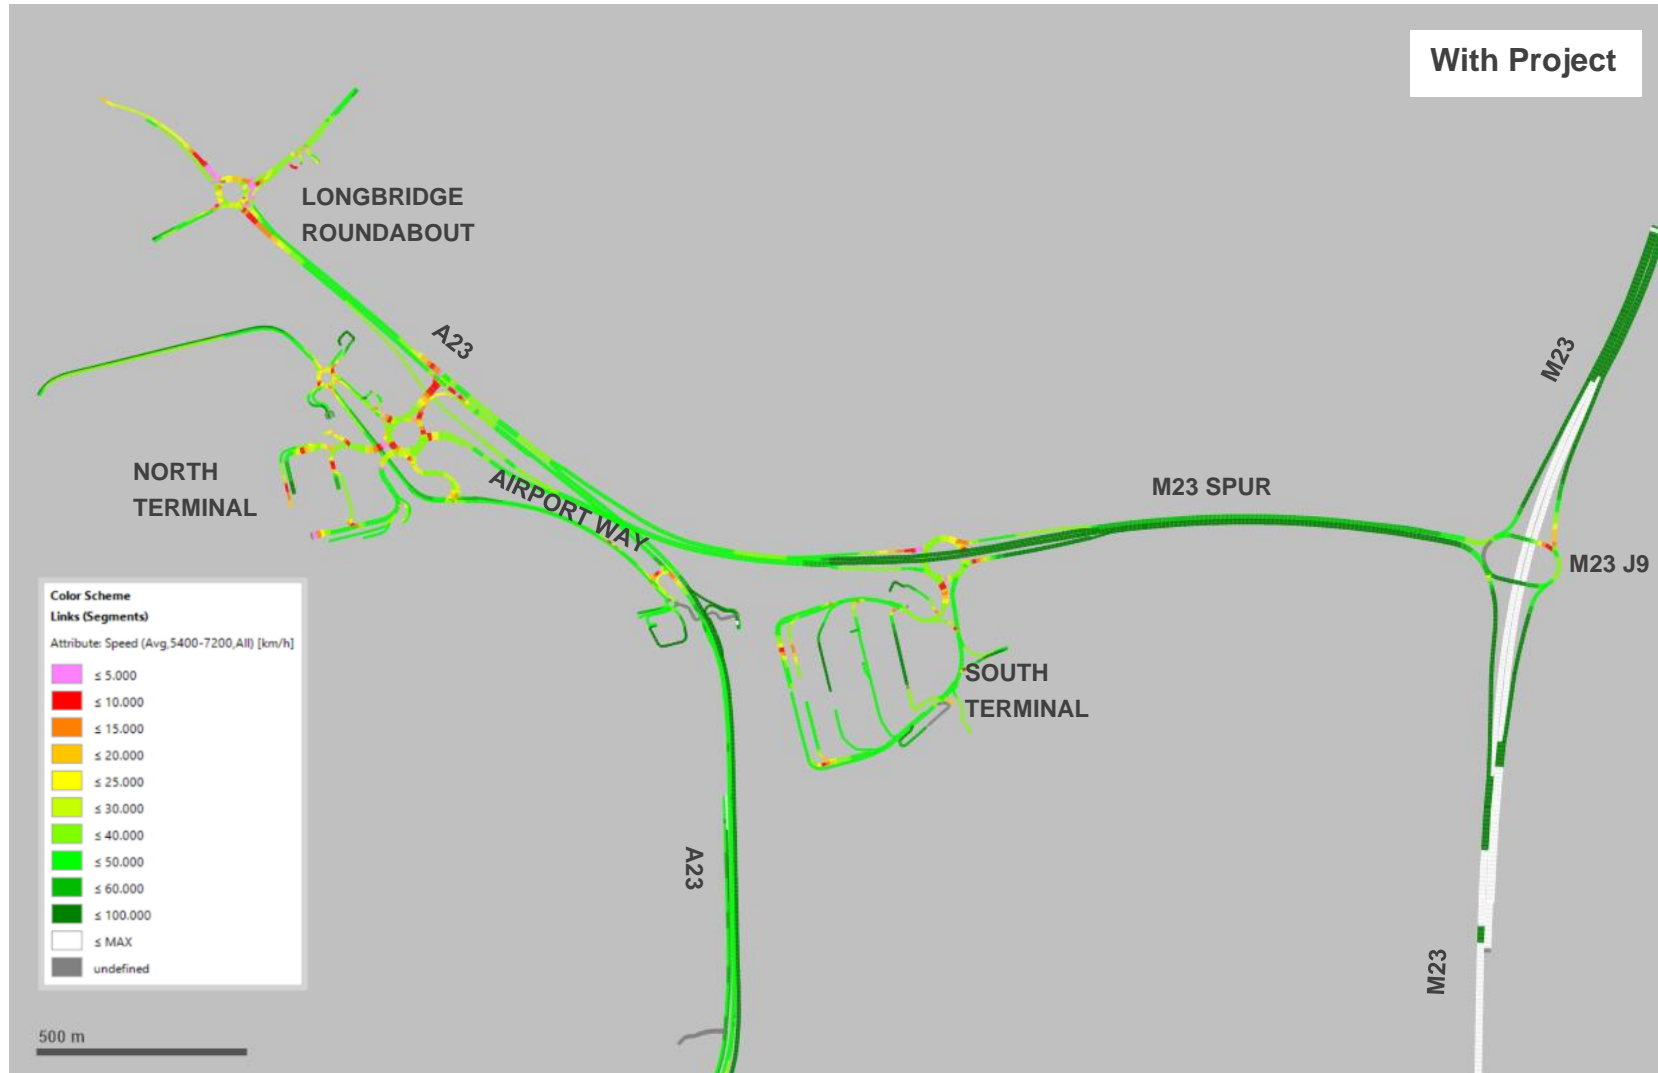 With Project
LONGBRIDGE
ROUNDABOUT
A23
M23
NORTH
TERMINAL
AIRPORT WAY
M23 SPUR
M23 J9
SOUTH
TERMINAL
A23
M23
Color Scheme
Links (Segments)
Attribute: Speed (Avg,5400-7200,All) [km/h]
≤ 5.000
≤ 10.000
≤ 15.000
≤ 20.000
≤ 25.000
≤ 30.000
≤ 40.000
≤ 50.000
≤ 60.000
≤ 100.000
≤ MAX
undefined
500 m